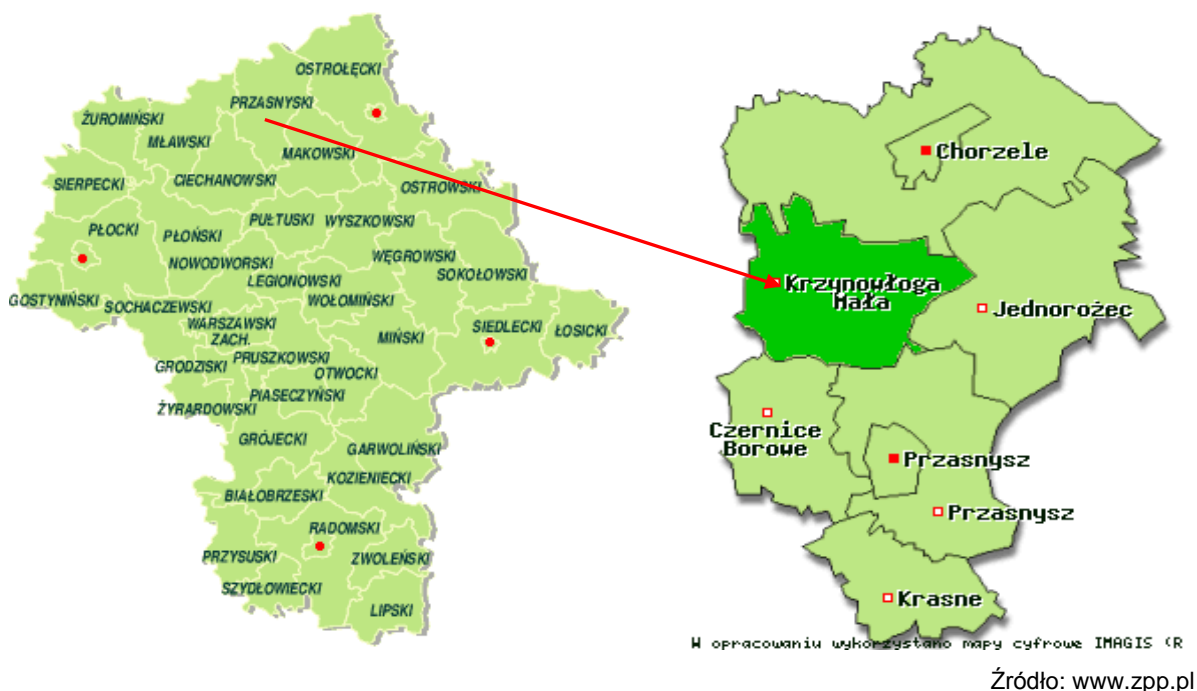 OSTROŁĘCKI
PRZASNYSKI
ŻUROMIŃSKI
MŁAWSKI
MAKOWSKI
SIERPECKI
CIECHANOWSKI
OSTROWSKI
PŁOCKI
PŁOŃSKI
PUŁTUSKI
WYSZKOWSKI
NOWODWORSKI
WĘGROWSKI
SOKOŁOWSKI
LEGIONOWSKI
GOSTYNIŃSKI
SOCHACZEWSKI
WOŁOMIŃSKI
WARSZAWSKI
ZACH.
MIŃSKI
SIEDLECKI
ŁOSICKI
GRODZISKI
PRUSZKOWSKI
OTWOCKI
PIASECZYŃSKI
ŻYRARDOWSKI
GRÓJECKI
GARWOLIŃSKI
KOZIENICKI
BIAŁOBRZESKI
RADOMSKI
PRZYSUSKI
ZWOLEŃSKI
SZYDŁOWIECKI
LIPSKI
Chorzele
Krzynowłoga
Mała
Jednorożec
Czernice
Borowe
Przasnysz
Przasnysz
Krasne
W opracowaniu wykorzystano mapy cyfrowe IMAGIS (R
Źródło: www.zpp.pl